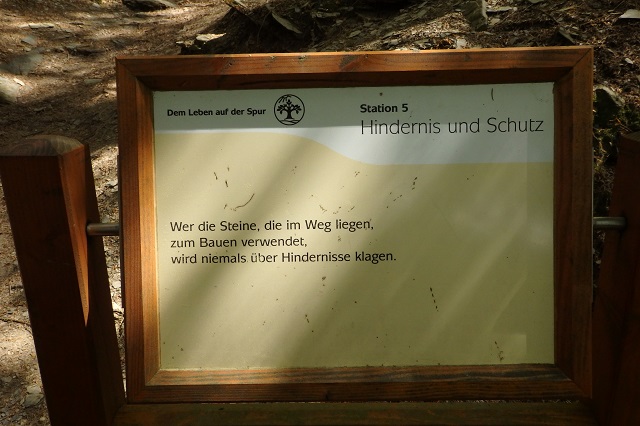 Dem Leben auf der Spur
Station 5
Hindernis und Schutz
Wer die Steine, die im Weg liegen,
zum Bauen verwendet,
wird niemals über Hindernisse klagen.